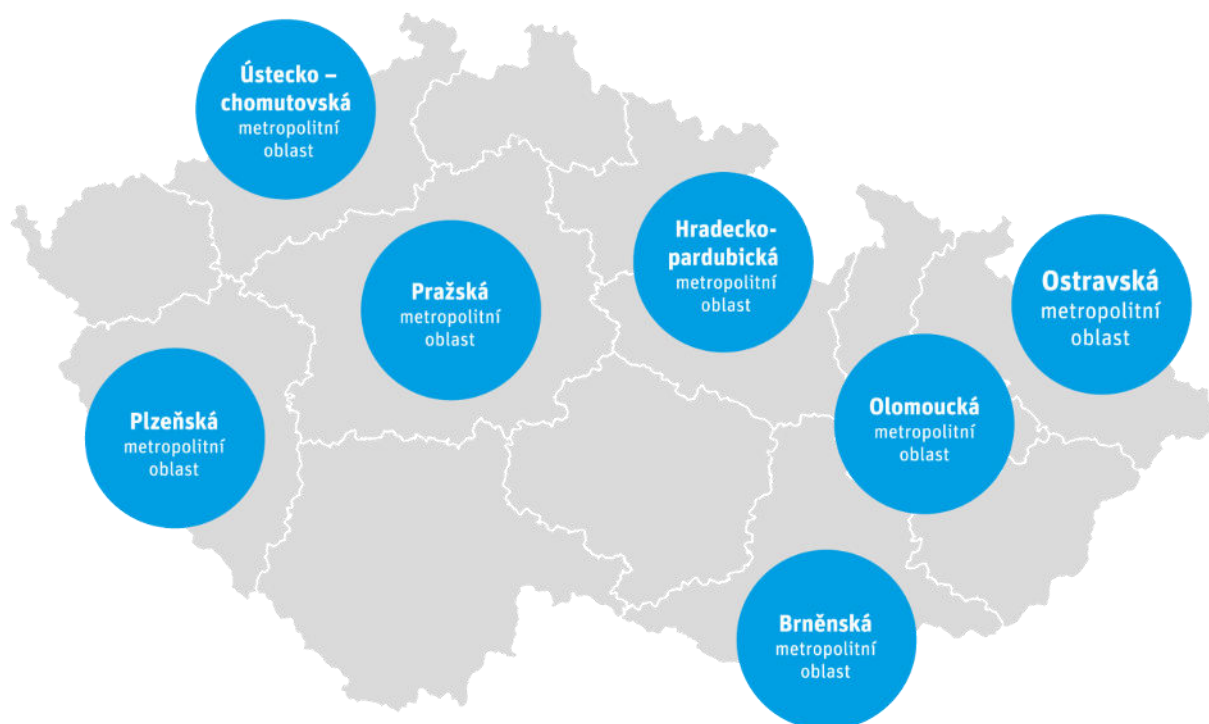 Ústecko –
chomutovská
metropolitní
oblast
Hradecko-
pardubická
metropolitní
oblast
Pražská
metropolitní
oblast
Ostravská
metropolitní
oblast
Plzeňská
metropolitní
oblast
Olomoucká
metropolitní
oblast
Brněnská
metropolitní
oblast